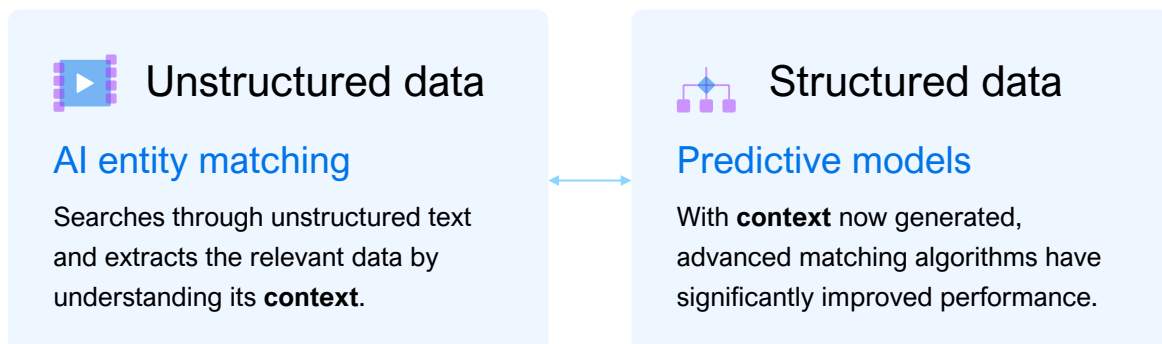 Unstructured data
AI entity matching
Searches through unstructured text
and extracts the relevant data by
understanding its context.
Structured data
Predictive models
With context now generated,
advanced matching algorithms have
significantly improved performance.